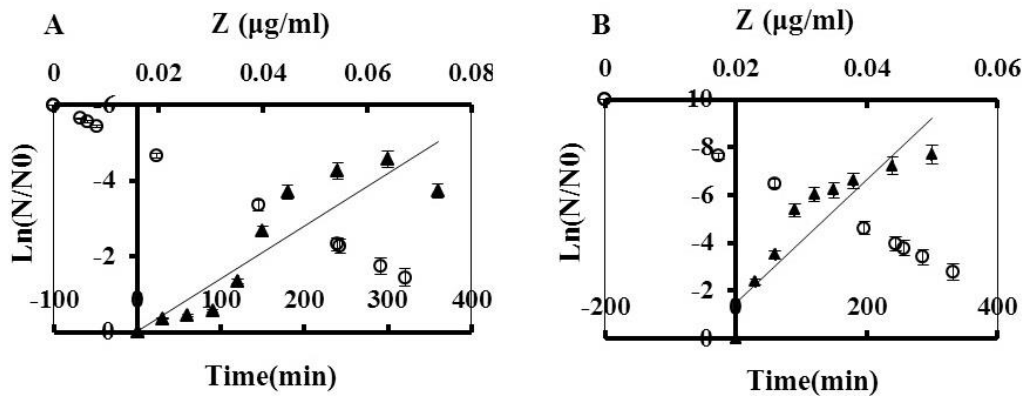 A
Z (µg/ml)
0 0.02 0.04 0.06 0.08
Ln(N/N0)
-6
-4
-2
0
-100 0 100 200 300 400
Time(min)
B
Z (µg/ml)
0 0.02 0.04 0.06
Ln(N/N0)
10
-8
-6
-4
-2
0
-200 0 200 400
Time(min)